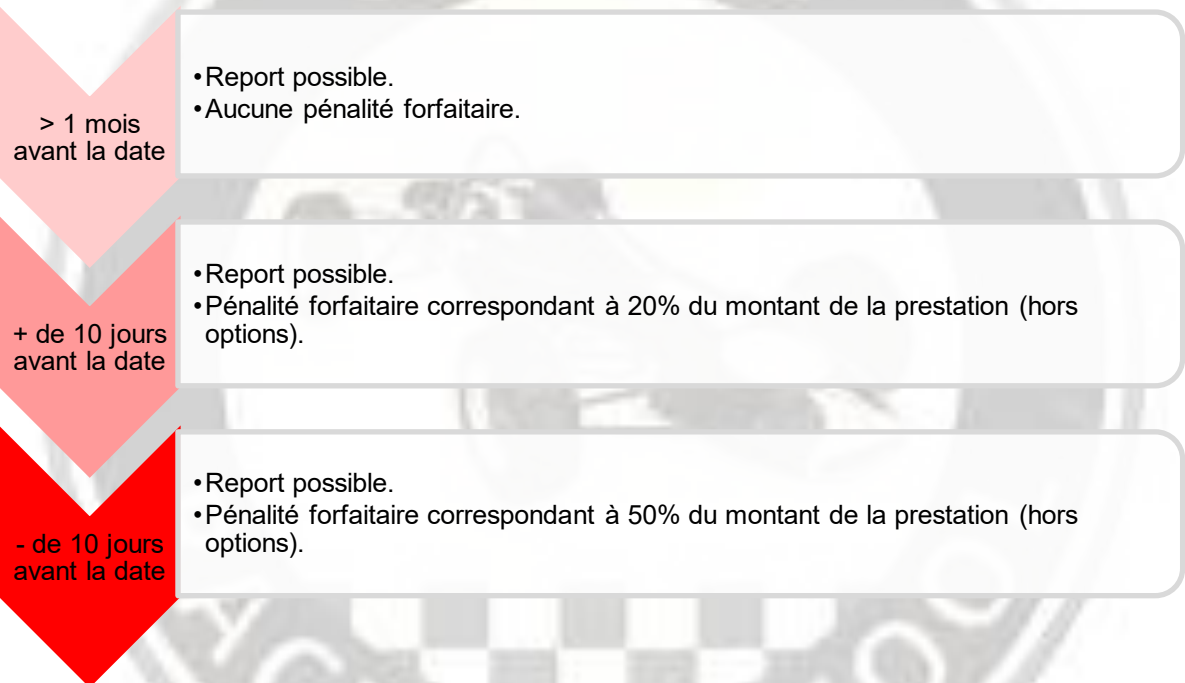 > 1 mois
avant la date
•Report possible.
•Aucune pénalité forfaitaire.
+ de 10 jours
avant la date
•Report possible.
•Pénalité forfaitaire correspondant à 20% du montant de la prestation (hors
options).
- de 10 jours
avant la date
•Report possible.
•Pénalité forfaitaire correspondant à 50% du montant de la prestation (hors
options).